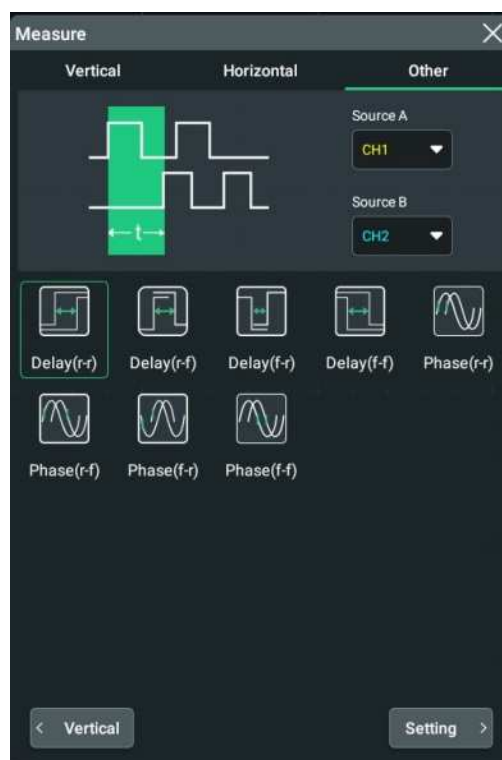 Measure
Vertical Horizontal Other
Source A
CH1
Source B
CH2
t
Delay(r-r) Delay(r-f) Delay(f-r) Delay(f-f) Phase(r-r)
Phase(r-f) Phase(f-r) Phase(f-f)
< Vertical Setting >